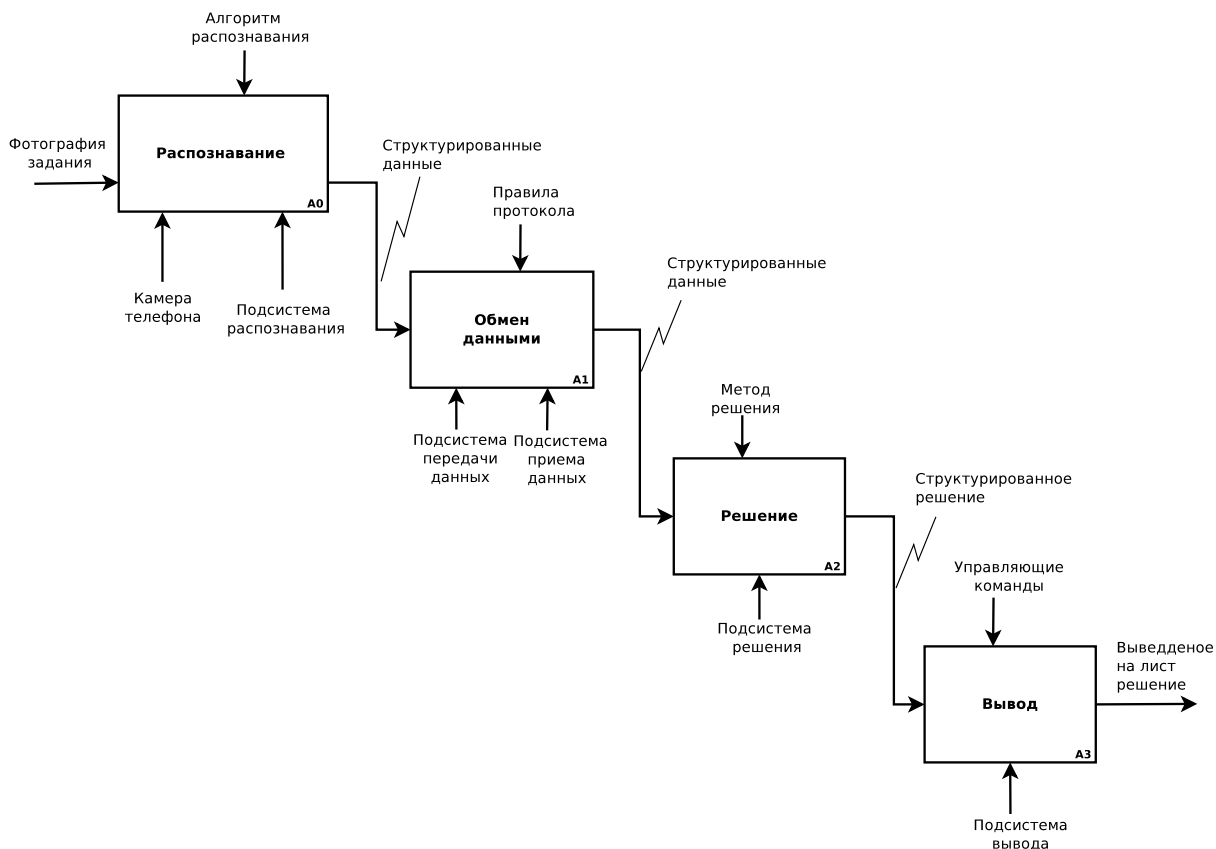 Алгоритм
распознавания
Фотография
задания
Распознавание
A0
Камера
телефона
Подсистема
распознавания
Структурированные
данные
Правила
протокола
Обмен
данными
A1
Подсистема
передачи
данных
Подсистема
приема
данных
Структурированные
данные
Метод
решения
Решение
A2
Подсистема
решения
Структурированное
решение
Управляющие
команды
Вывод
A3
Выведденое
на лист
решение
Подсистема
вывода